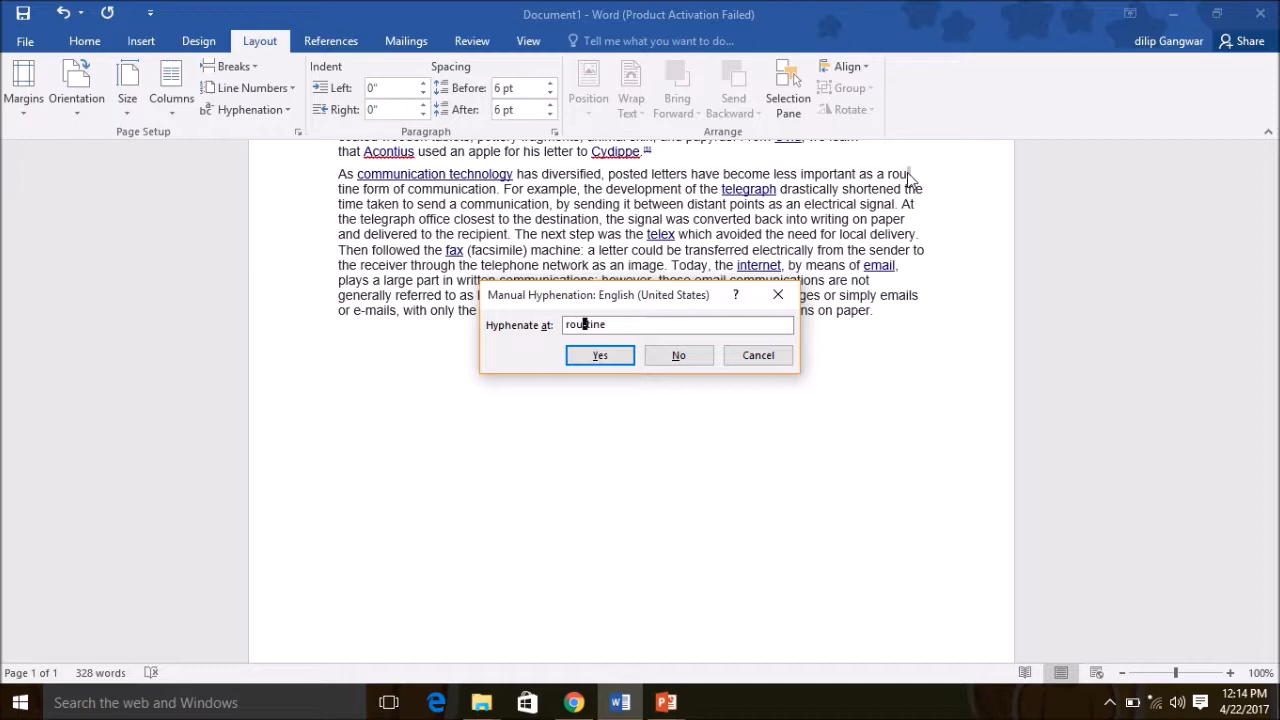 Document1 - Word (Product Activation Failed)
File Home Insert Design Layout References Mailings Review View Tell me what you want to do... dilip Gangwar Share
Margins Orientation Size Columns
Breaks
Line Numbers
Hyphenation
Page Setup
Indent Spacing
Left: 0" Before: 6 pt
Right: 0" After: 6 pt
Paragraph
Position Wrap Text Bring Forward Send Backward Selection Pane
Align
Group
Rotate
Arrange
that Acontius used an apple for his letter to Cydippe.[1]
As communication technology has diversified, posted letters have become less important as a rou-
tine form of communication. For example, the development of the telegraph drastically shortened the
time taken to send a communication, by sending it between distant points as an electrical signal. At
the telegraph office closest to the destination, the signal was converted back into writing on paper
and delivered to the recipient. The next step was the telex which avoided the need for local delivery.
Then followed the fax (facsimile) machine: a letter could be transferred electrically from the sender to
the receiver through the telephone network as an image. Today, the internet, by means of email,
plays a large part in written communications; however, these email communications are not
generally referred to as ges or simply emails
or e-mails, with only the ns on paper.
Manual Hyphenation: English (United States) ?
Hyphenate at: rou-tine
Yes No Cancel
Page 1 of 1 328 words 100%
Search the web and Windows
12:14 PM
4/22/2017